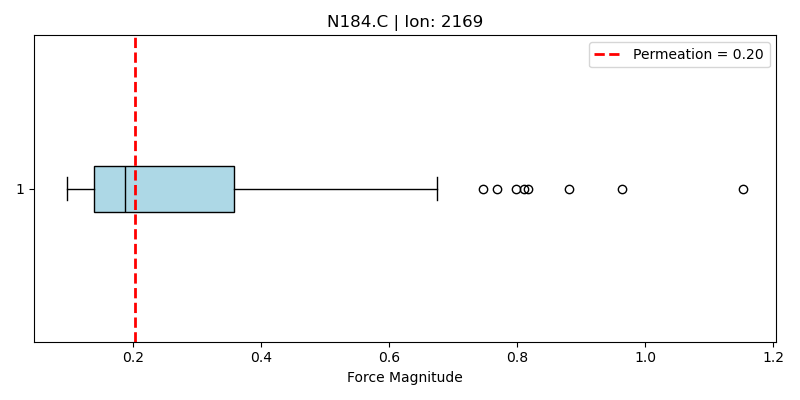 N184.C | Ion: 2169
Permeation = 0.20
1
0.2 0.4 0.6 0.8 1.0 1.2
Force Magnitude